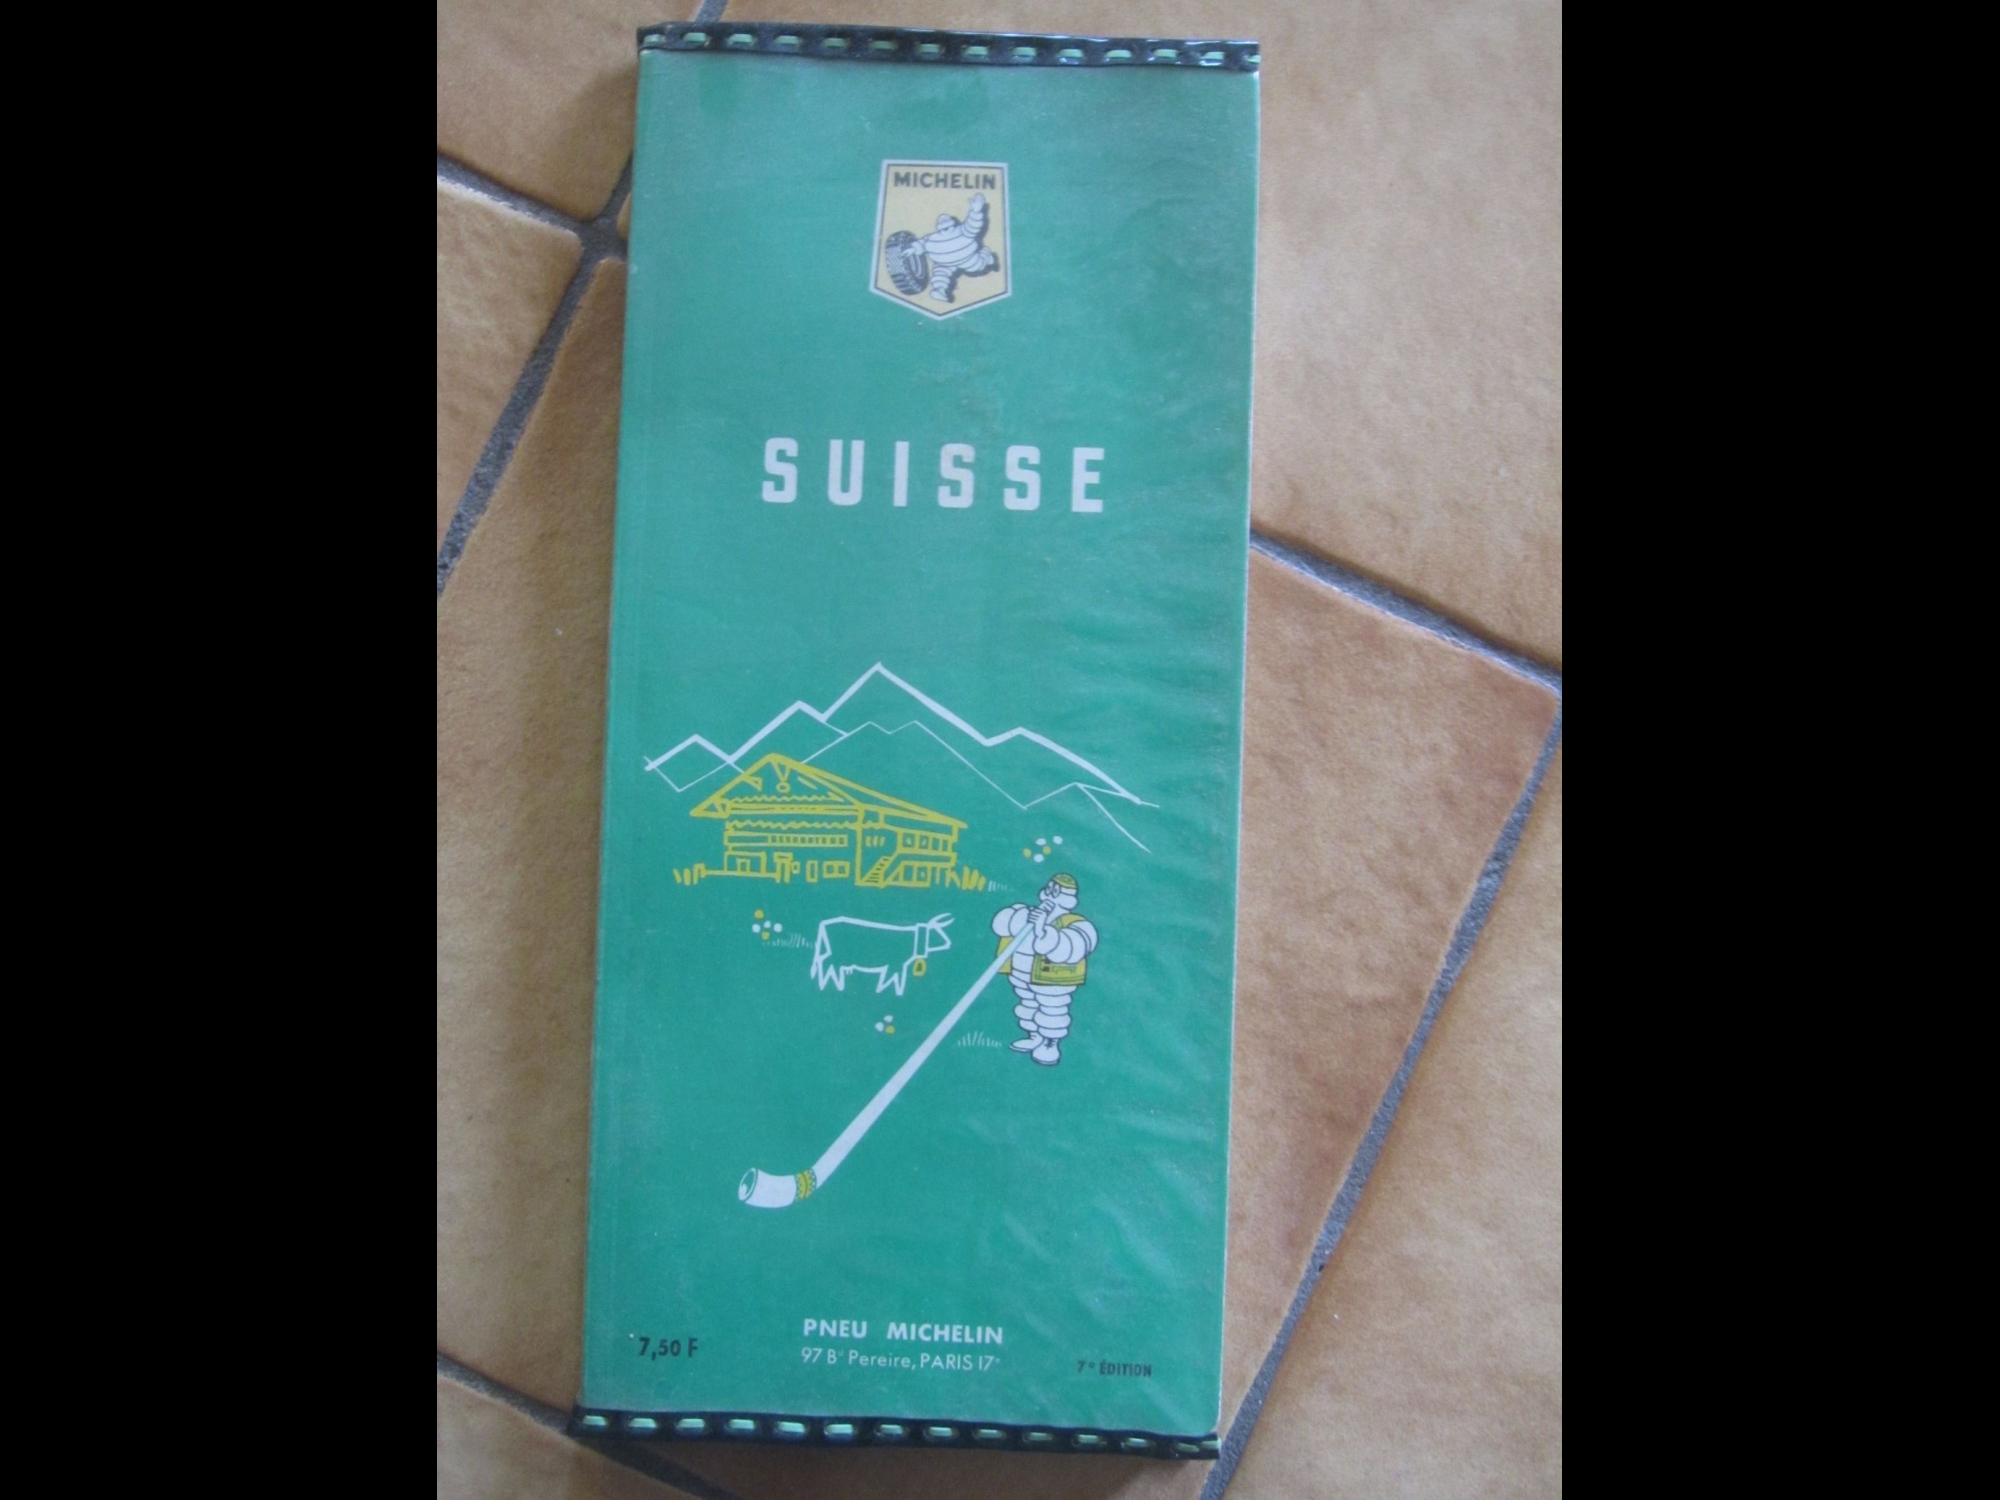 MICHELIN
SUISSE
PNEU MICHELIN
97 Bd Pereire, PARIS 17e
7,50 F
7e ÉDITION